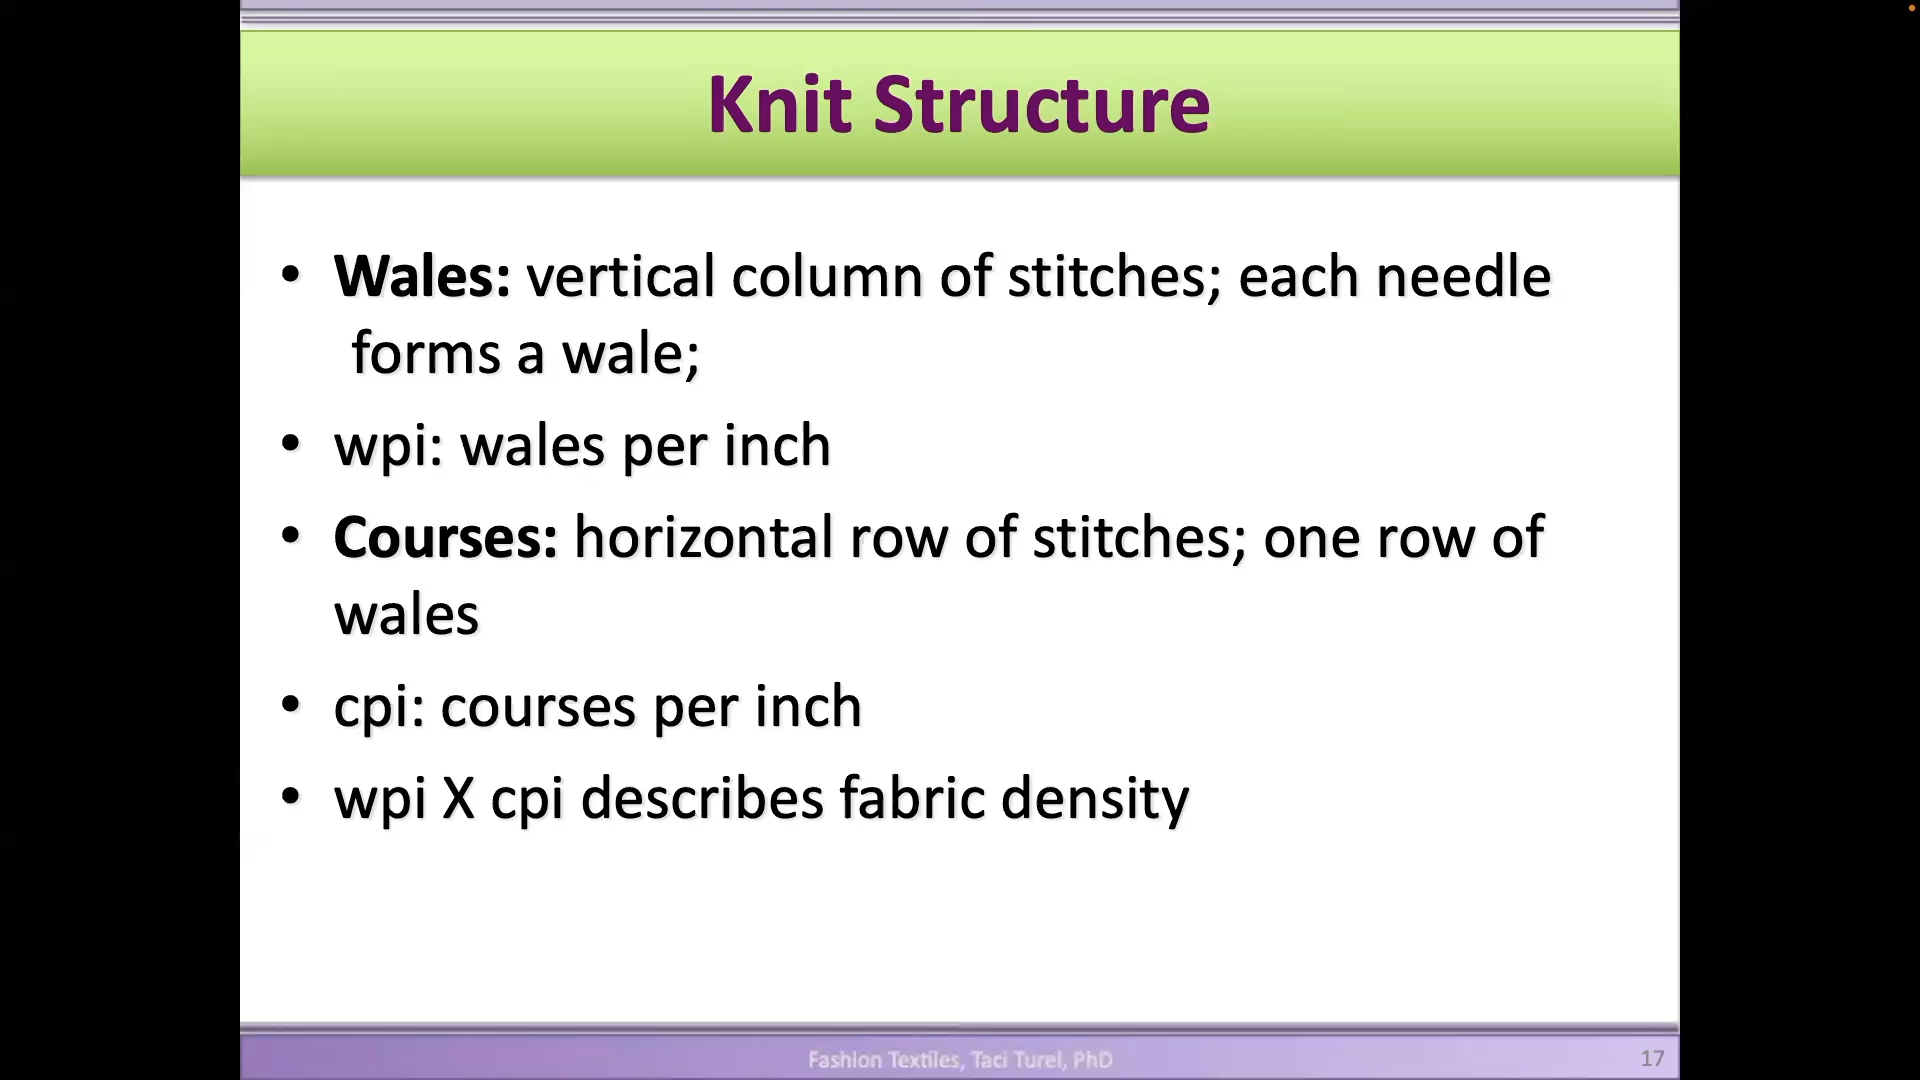 Knit Structure
• Wales: vertical column of stitches; each needle
forms a wale;
• wpi: wales per inch
• Courses: horizontal row of stitches; one row of
wales
• cpi: courses per inch
• wpi X cpi describes fabric density
Fashion Textiles, Taci Turel, PhD
17